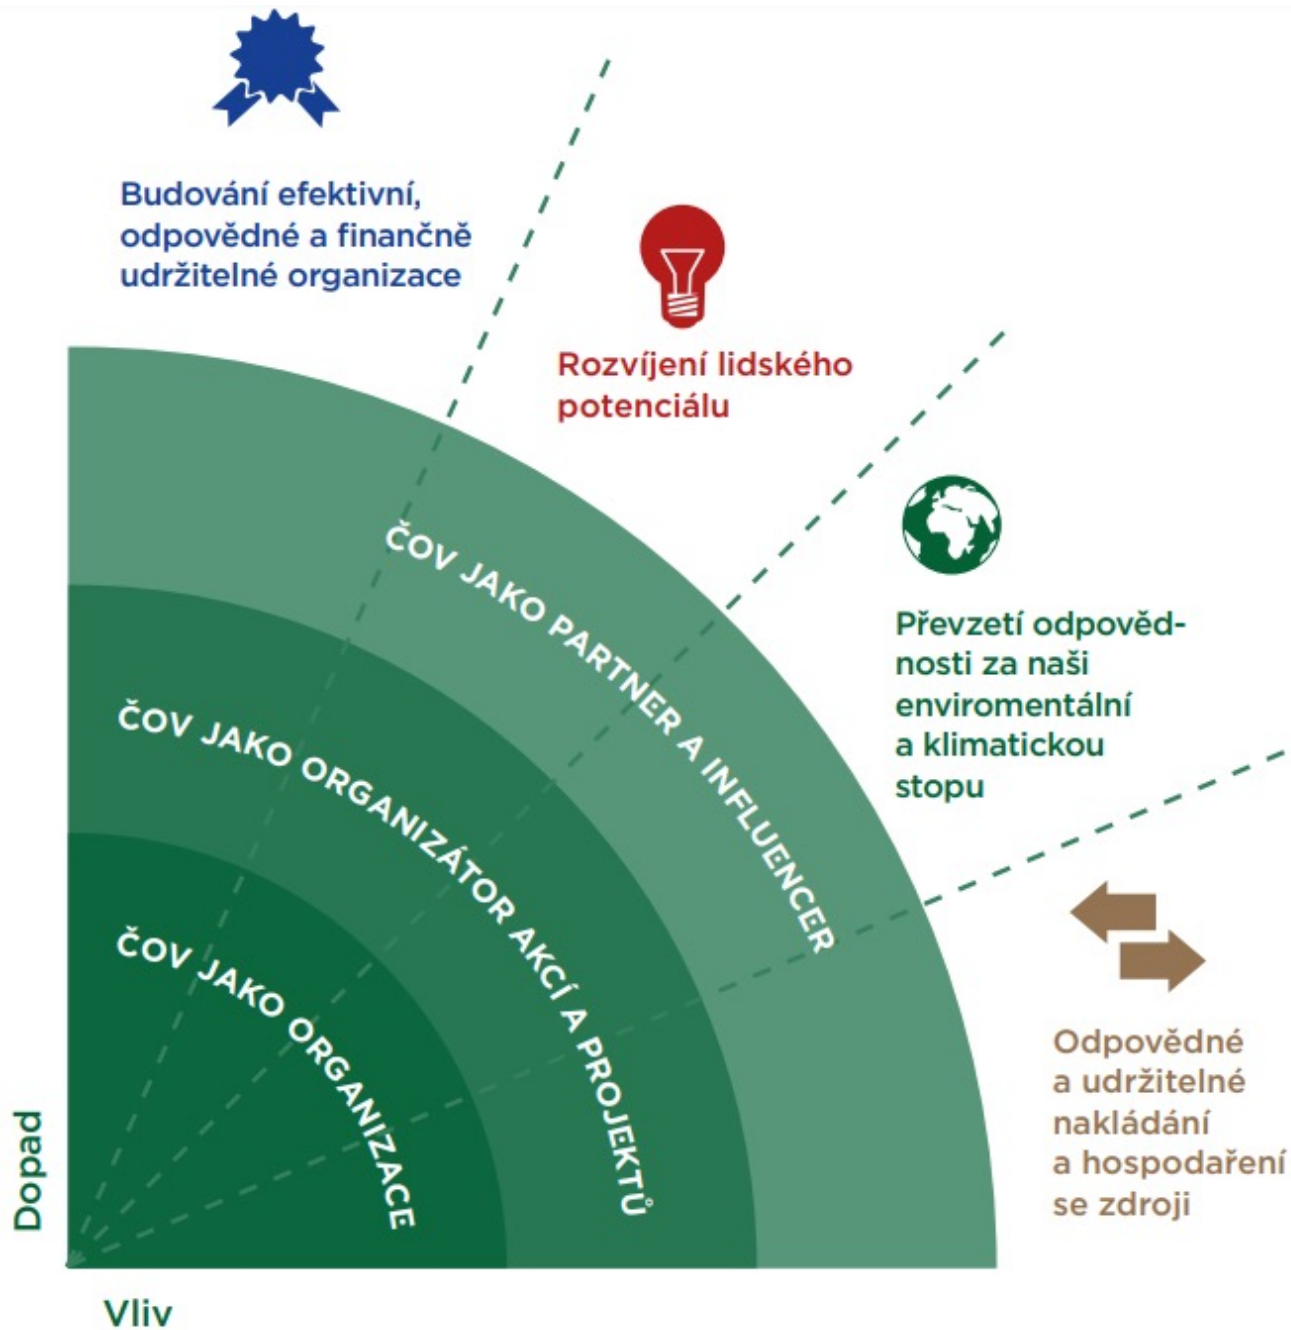 Budování efektivní,
odpovědné a finančně
udržitelné organizace
Rozvíjení lidského
potenciálu
Převzetí odpověd-
nosti za naši
enviromentální
a klimatickou
stopu
Odpovědné
a udržitelné
nakládání
a hospodaření
se zdroji
ČOV JAKO PARTNER A INFLUENCER
ČOV JAKO ORGANIZÁTOR AKCÍ A PROJEKTŮ
ČOV JAKO ORGANIZACE
Dopad
Vliv